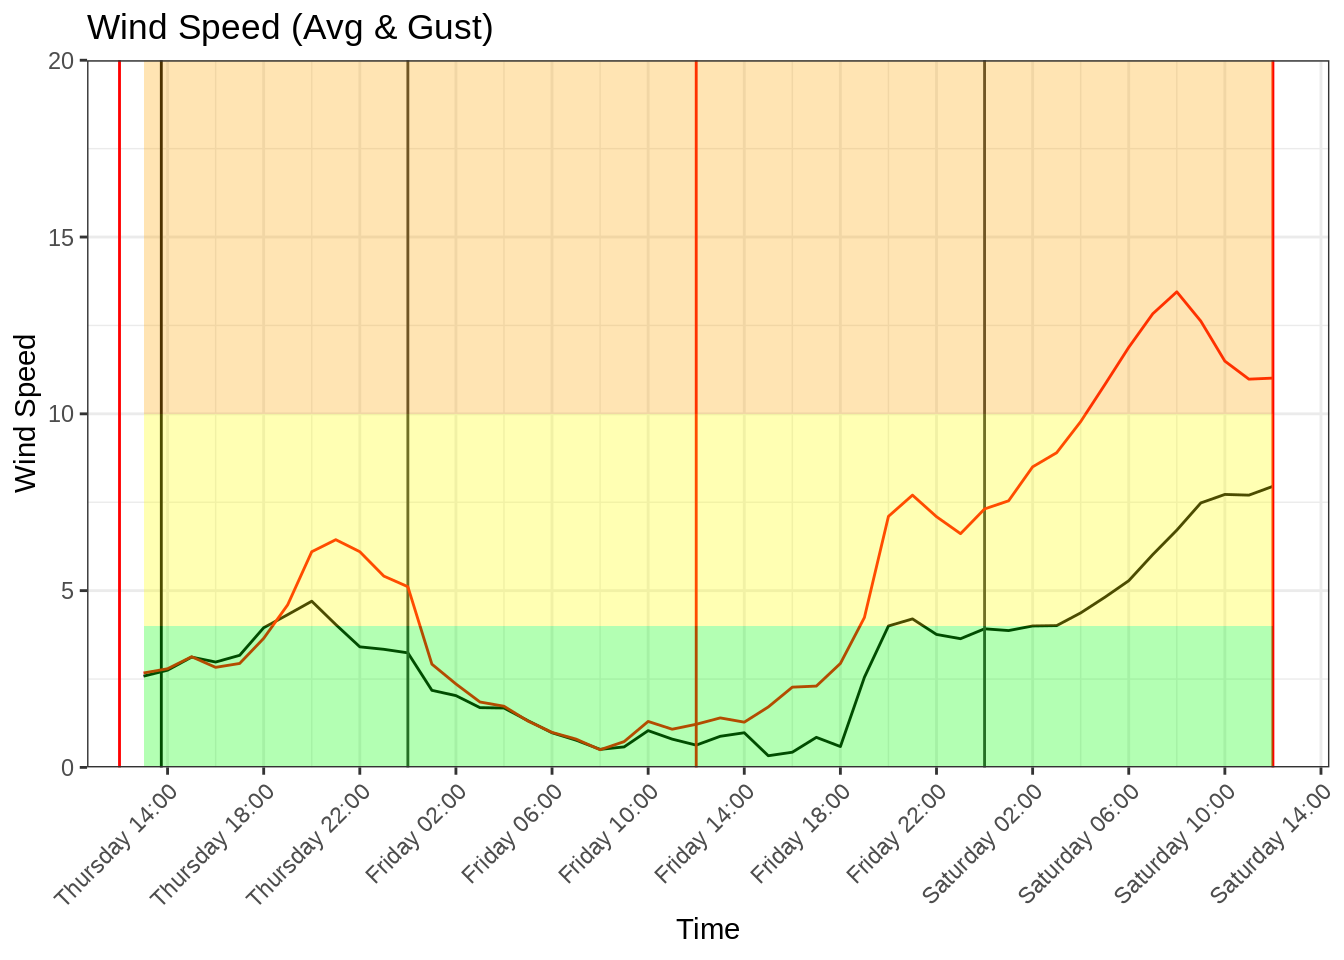 Wind Speed (Avg & Gust)
20
15
10
5
0
Wind Speed
Thursday 14:00
Thursday 18:00
Thursday 22:00
Friday 02:00
Friday 06:00
Friday 10:00
Friday 14:00
Friday 18:00
Friday 22:00
Saturday 02:00
Saturday 06:00
Saturday 10:00
Saturday 14:00
Time